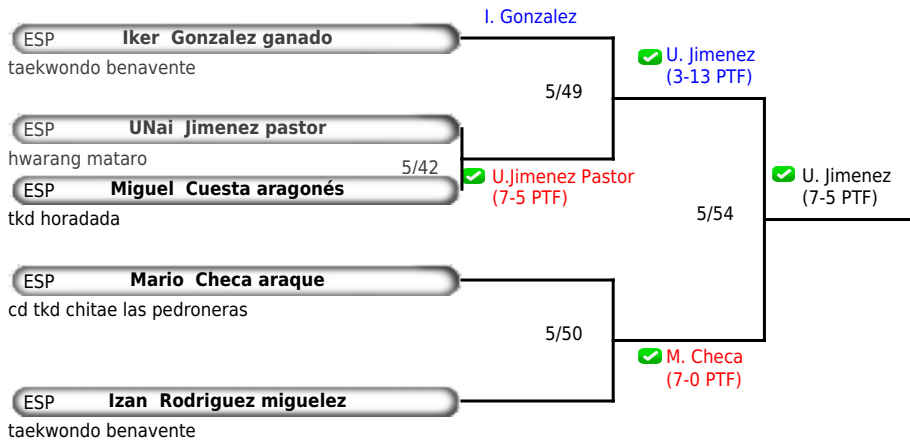 I. Gonzalez
ESP Iker Gonzalez ganado
taekwondo benavente
U. Jimenez
(3-13 PTF)
5/49
ESP UNai Jimenez pastor
hwarang mataro
5/42
U.Jimenez Pastor
(7-5 PTF)
ESP Miguel Cuesta aragonés
tkd horadada
U. Jimenez
(7-5 PTF)
5/54
ESP Mario Checa araque
cd tkd chitae las pedroneras
5/50
M. Checa
(7-0 PTF)
ESP Izan Rodriguez miguelez
taekwondo benavente